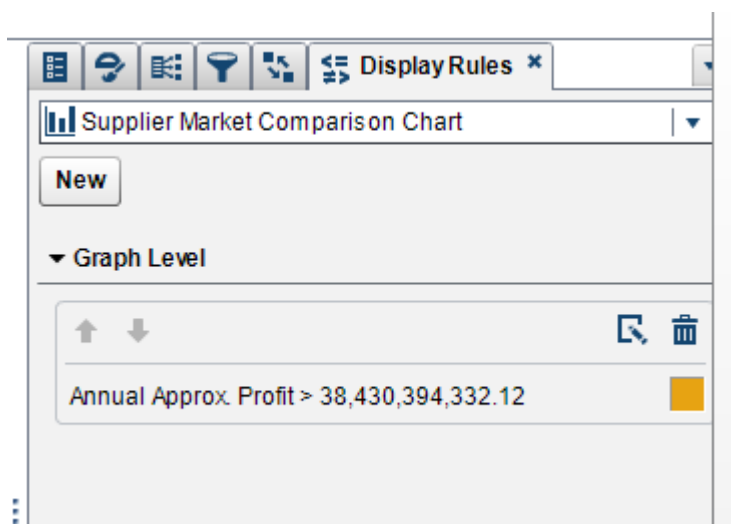 Display Rules
Supplier Market Comparison Chart
New
Graph Level
Annual Approx. Profit > 38,430,394,332.12